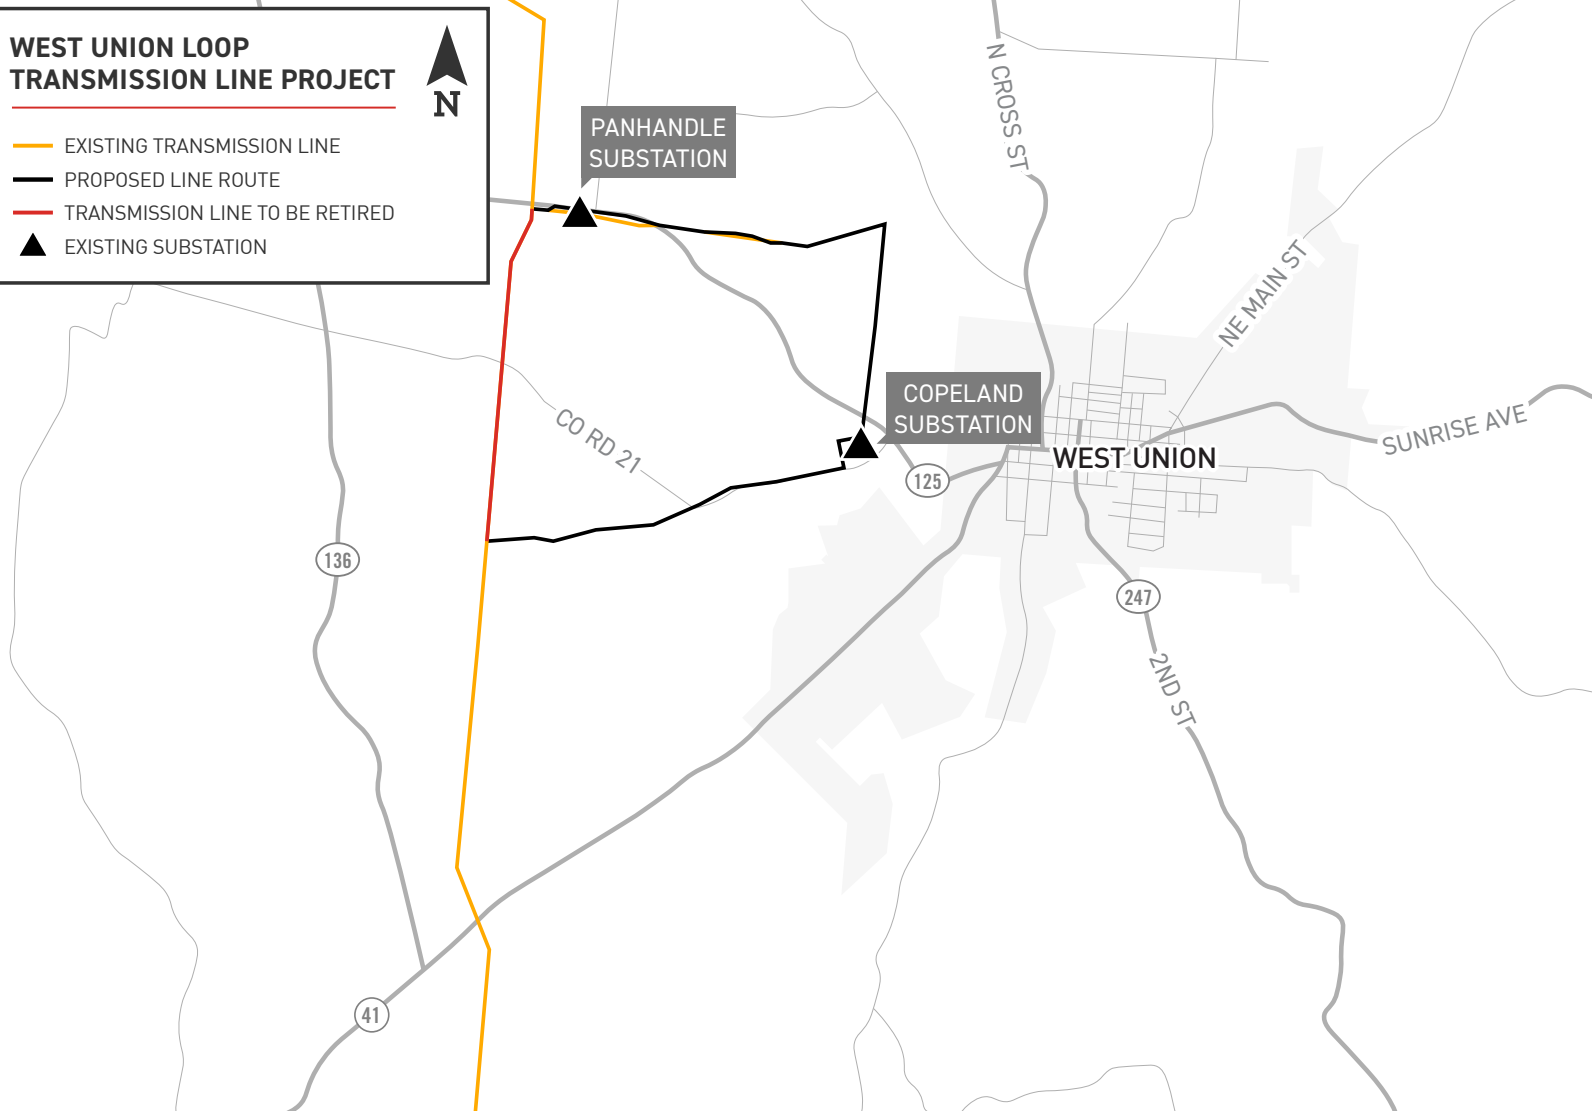 WEST UNION LOOP
TRANSMISSION LINE PROJECT
N
EXISTING TRANSMISSION LINE
PROPOSED LINE ROUTE
TRANSMISSION LINE TO BE RETIRED
EXISTING SUBSTATION
PANHANDLE
SUBSTATION
N CROSS ST
NE MAIN ST
COPELAND
SUBSTATION
CO RD 21
SUNRISE AVE
WEST UNION
125
136
247
2ND ST
41